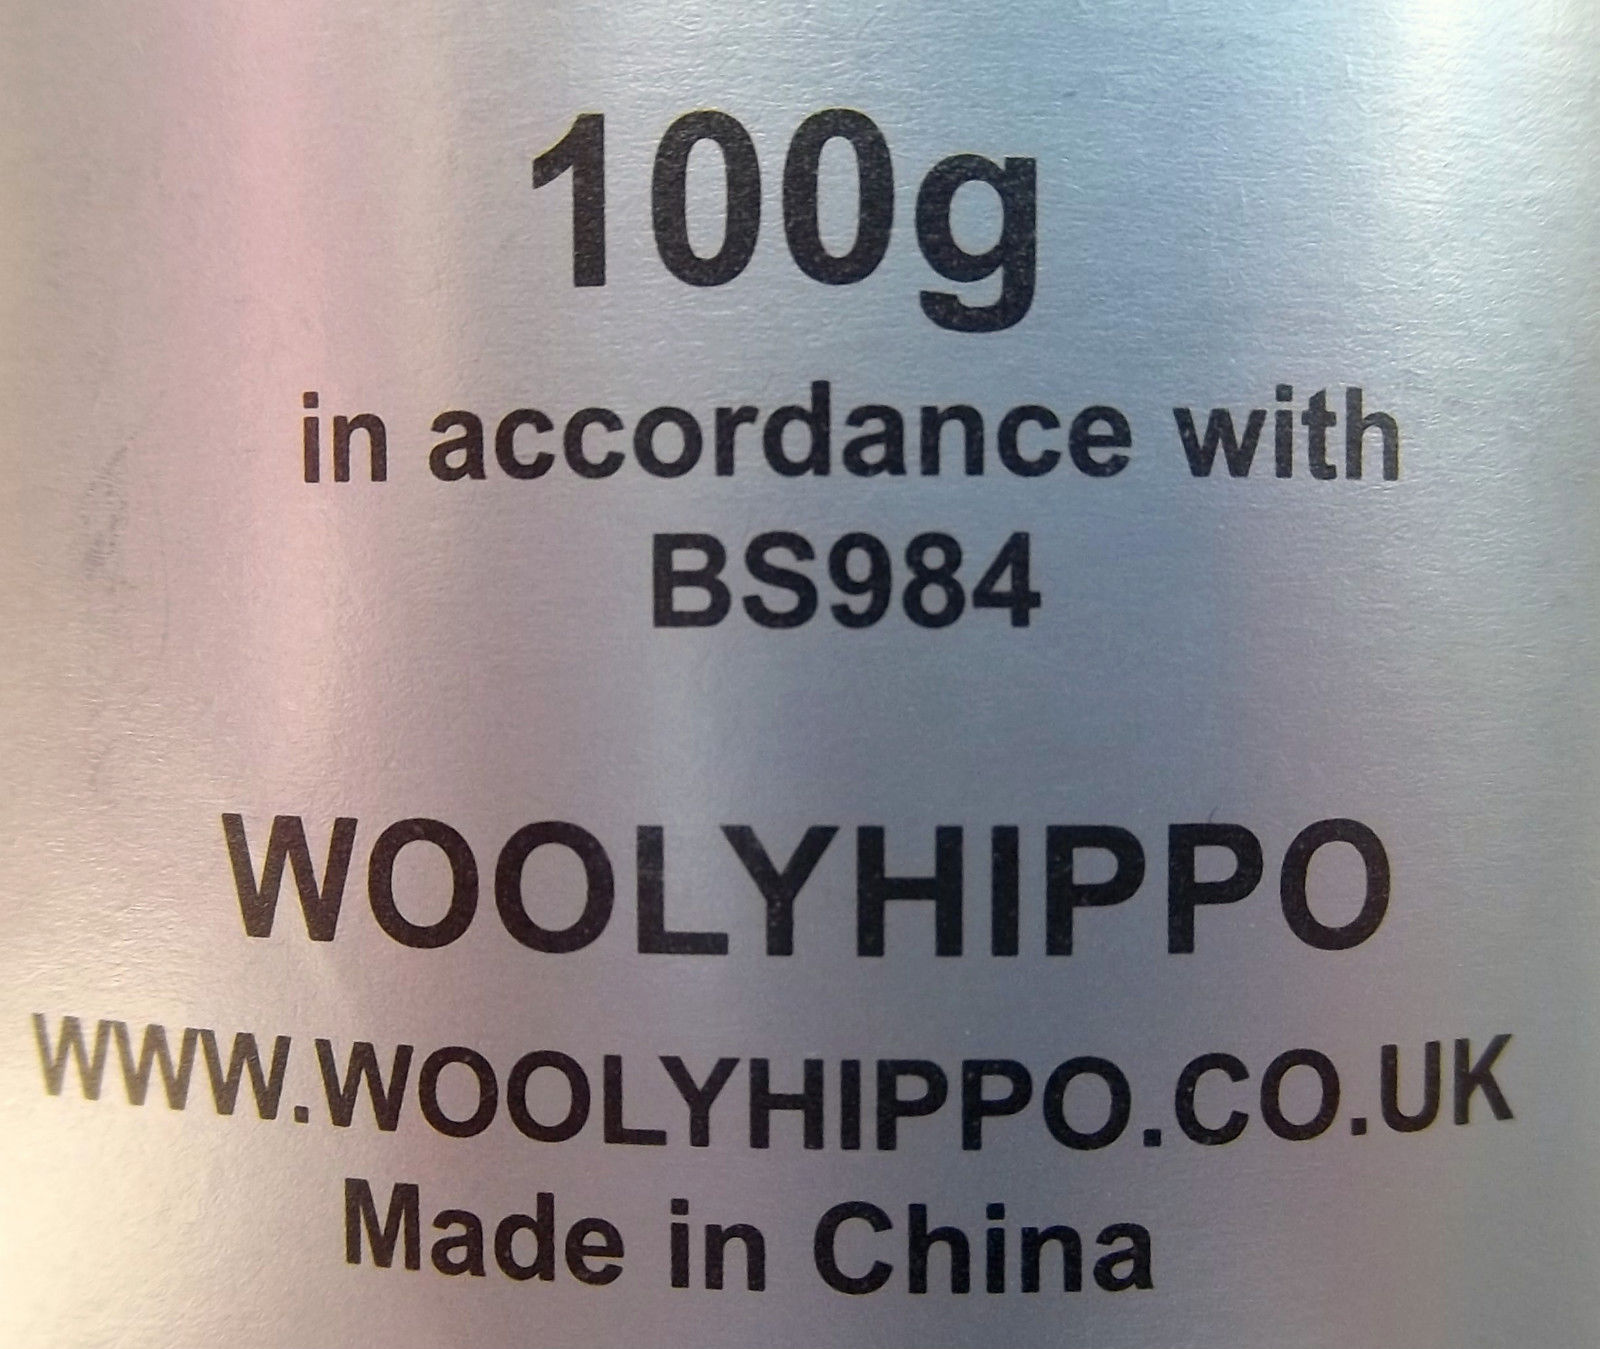 100g
in accordance with
BS984
WOOLYHIPPO
WWW.WOOLYHIPPO.CO.UK
Made in China